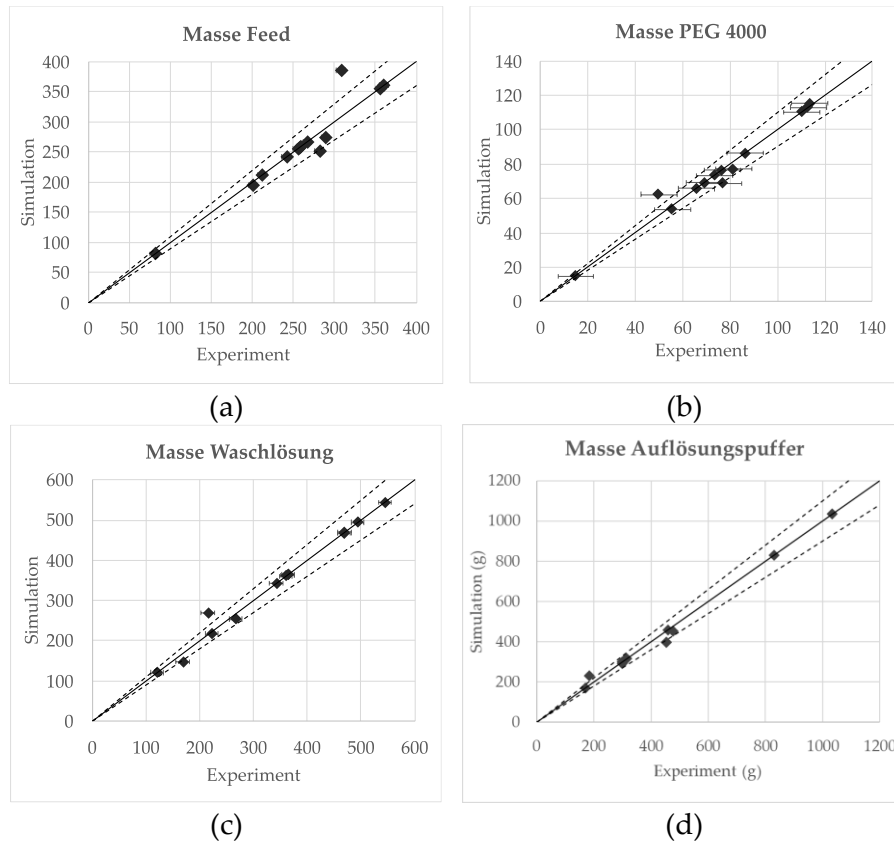 Masse Feed
400
350
300
250
200
150
100
50
0
Simulation
0 50 100 150 200 250 300 350 400
Experiment
(a)
Masse PEG 4000
140
120
100
80
60
40
20
0
Simulation
0 20 40 60 80 100 120 140
Experiment
(b)
Masse Waschlösung
600
500
400
300
200
100
0
Simulation
0 100 200 300 400 500 600
Experiment
(c)
Masse Auflösungspuffer
1200
1000
800
600
400
200
0
Simulation (g)
0 200 400 600 800 1000 1200
Experiment (g)
(d)